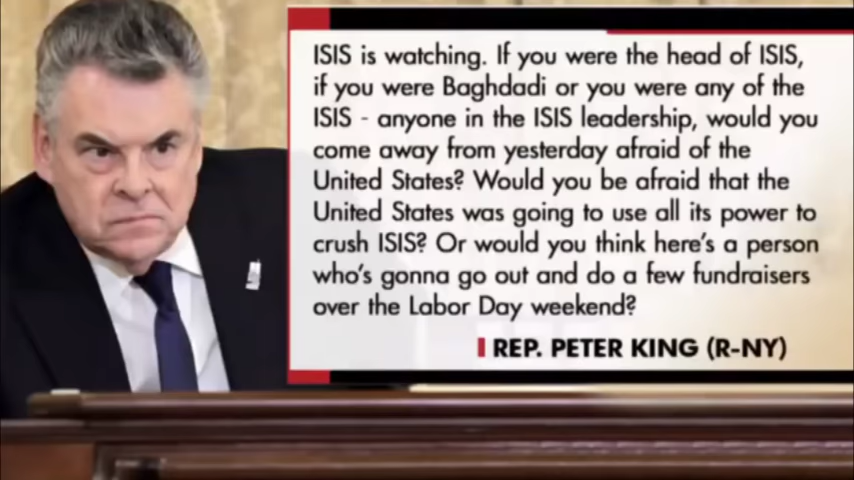 ISIS is watching. If you were the head of ISIS,
if you were Baghdadi or you were any of the
ISIS - anyone in the ISIS leadership, would you
come away from yesterday afraid of the
United States? Would you be afraid that the
United States was going to use all its power to
crush ISIS? Or would you think here's a person
who's gonna go out and do a few fundraisers
over the Labor Day weekend?
REP. PETER KING (R-NY)